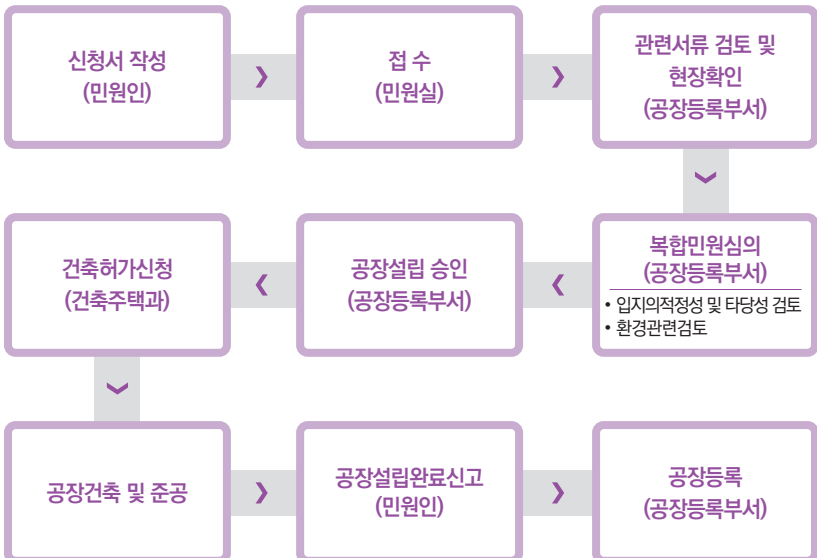 신청서 작성
(민원인)
접 수
(민원실)
관련서류 검토 및
현장확인
(공장등록부서)
복합민원심의
(공장등록부서)
• 입지의적정성 및 타당성 검토
• 환경관련검토
공장설립 승인
(공장등록부서)
건축허가신청
(건축주택과)
공장건축 및 준공
공장설립완료신고
(민원인)
공장등록
(공장등록부서)